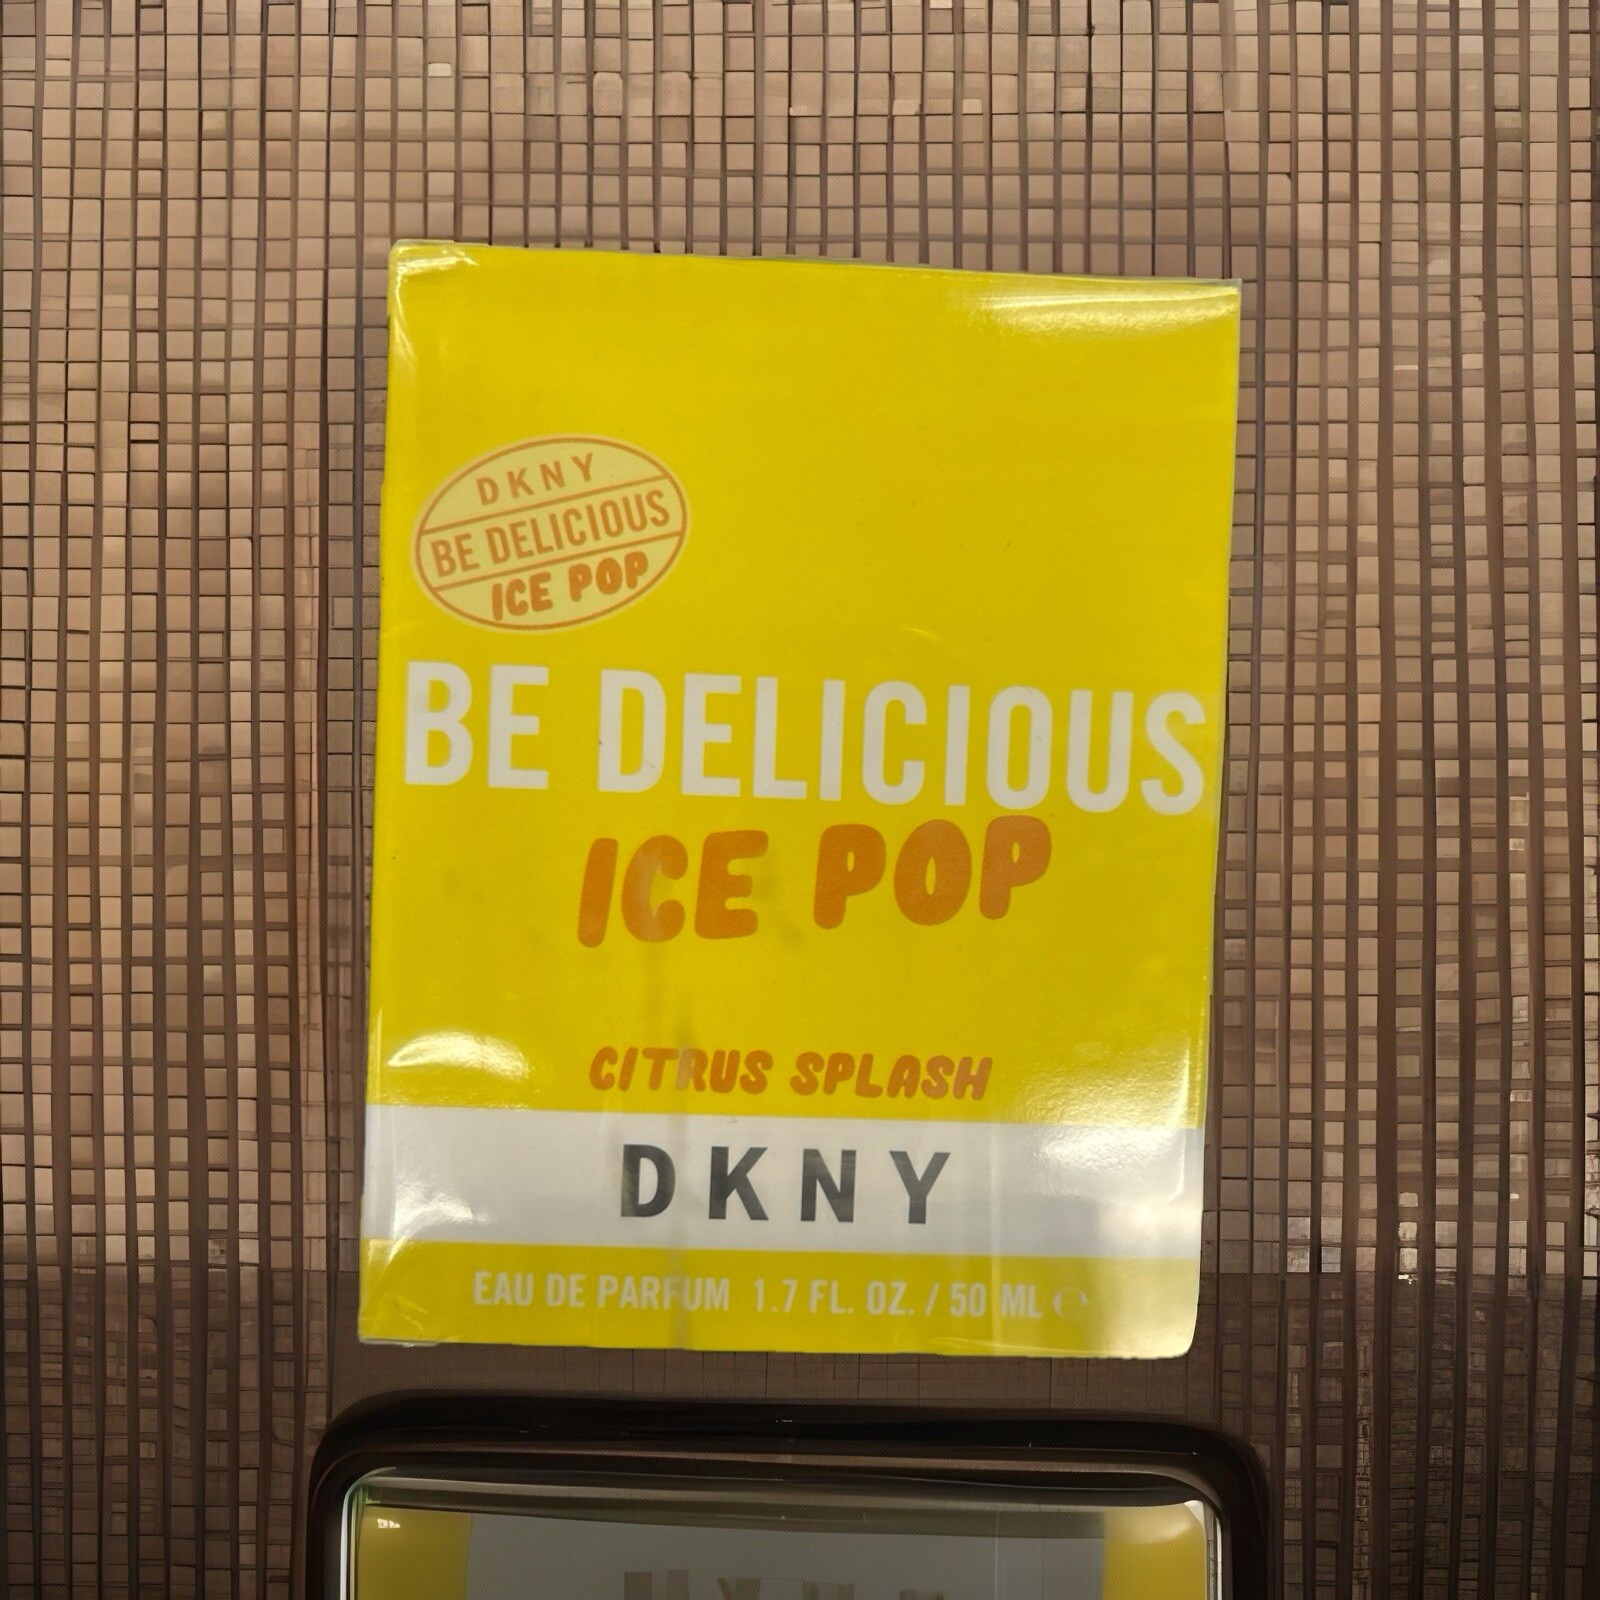 DKNY
BE DELICIOUS
ICE POP
BE DELICIOUS
ICE POP
CITRUS SPLASH
DKNY
EAU DE PARFUM 1.7 FL. OZ. / 50 ML ℮